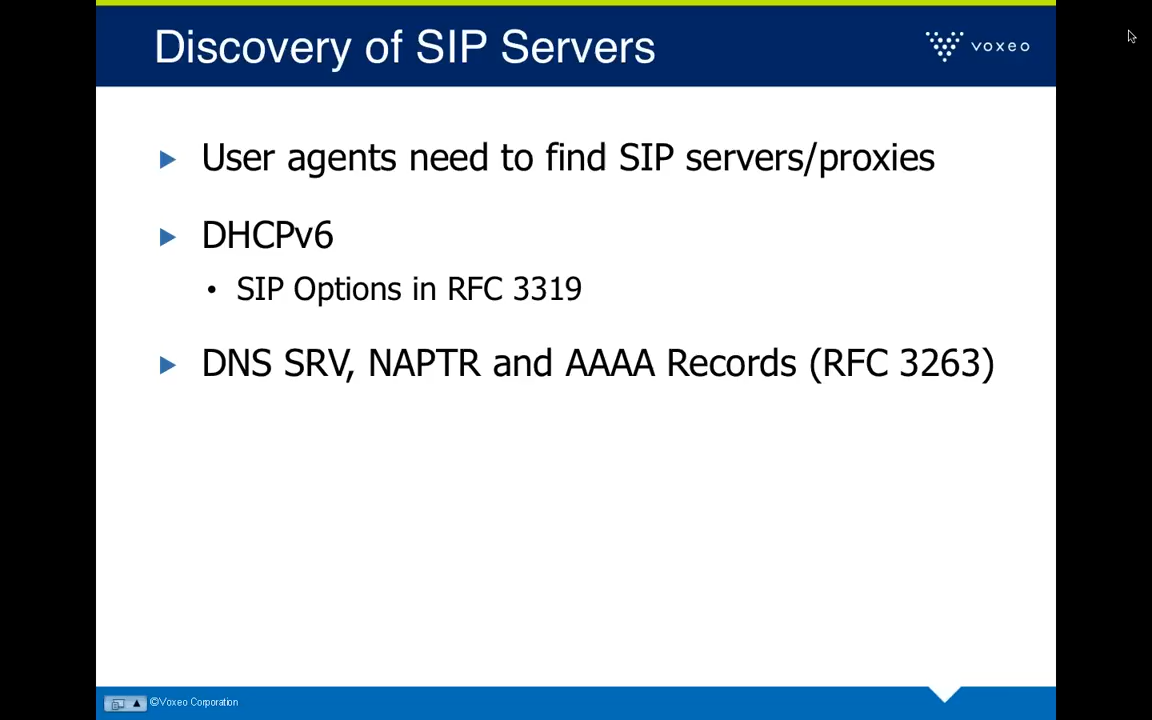 Discovery of SIP Servers
voxeo
User agents need to find SIP servers/proxies
DHCPv6
SIP Options in RFC 3319
DNS SRV, NAPTR and AAAA Records (RFC 3263)
©Voxeo Corporation